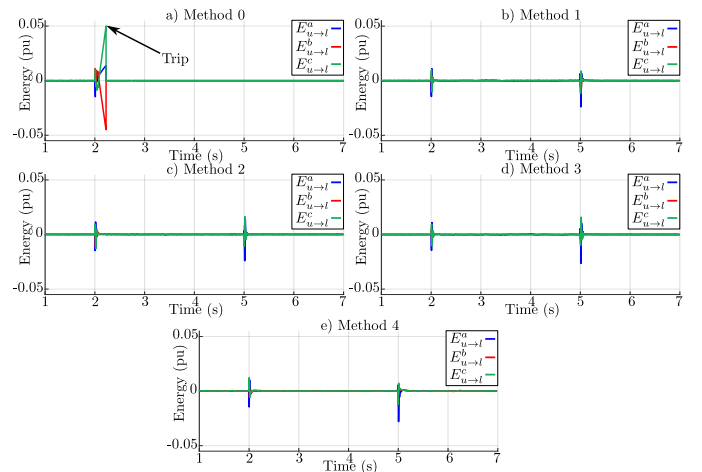 a) Method 0
b) Method 1
0.05
0
-0.05
Energy (pu)
Trip
E^a_{u→l}
E^b_{u→l}
E^c_{u→l}
1 2 3 4 5 6 7
Time (s)
0.05
0
-0.05
Energy (pu)
E^a_{u→l}
E^b_{u→l}
E^c_{u→l}
1 2 3 4 5 6 7
Time (s)
c) Method 2
d) Method 3
0.05
0
-0.05
Energy (pu)
E^a_{u→l}
E^b_{u→l}
E^c_{u→l}
1 2 3 4 5 6 7
Time (s)
0.05
0
-0.05
Energy (pu)
E^a_{u→l}
E^b_{u→l}
E^c_{u→l}
1 2 3 4 5 6 7
Time (s)
e) Method 4
0.05
0
-0.05
Energy (pu)
E^a_{u→l}
E^b_{u→l}
E^c_{u→l}
1 2 3 4 5 6 7
Time (s)